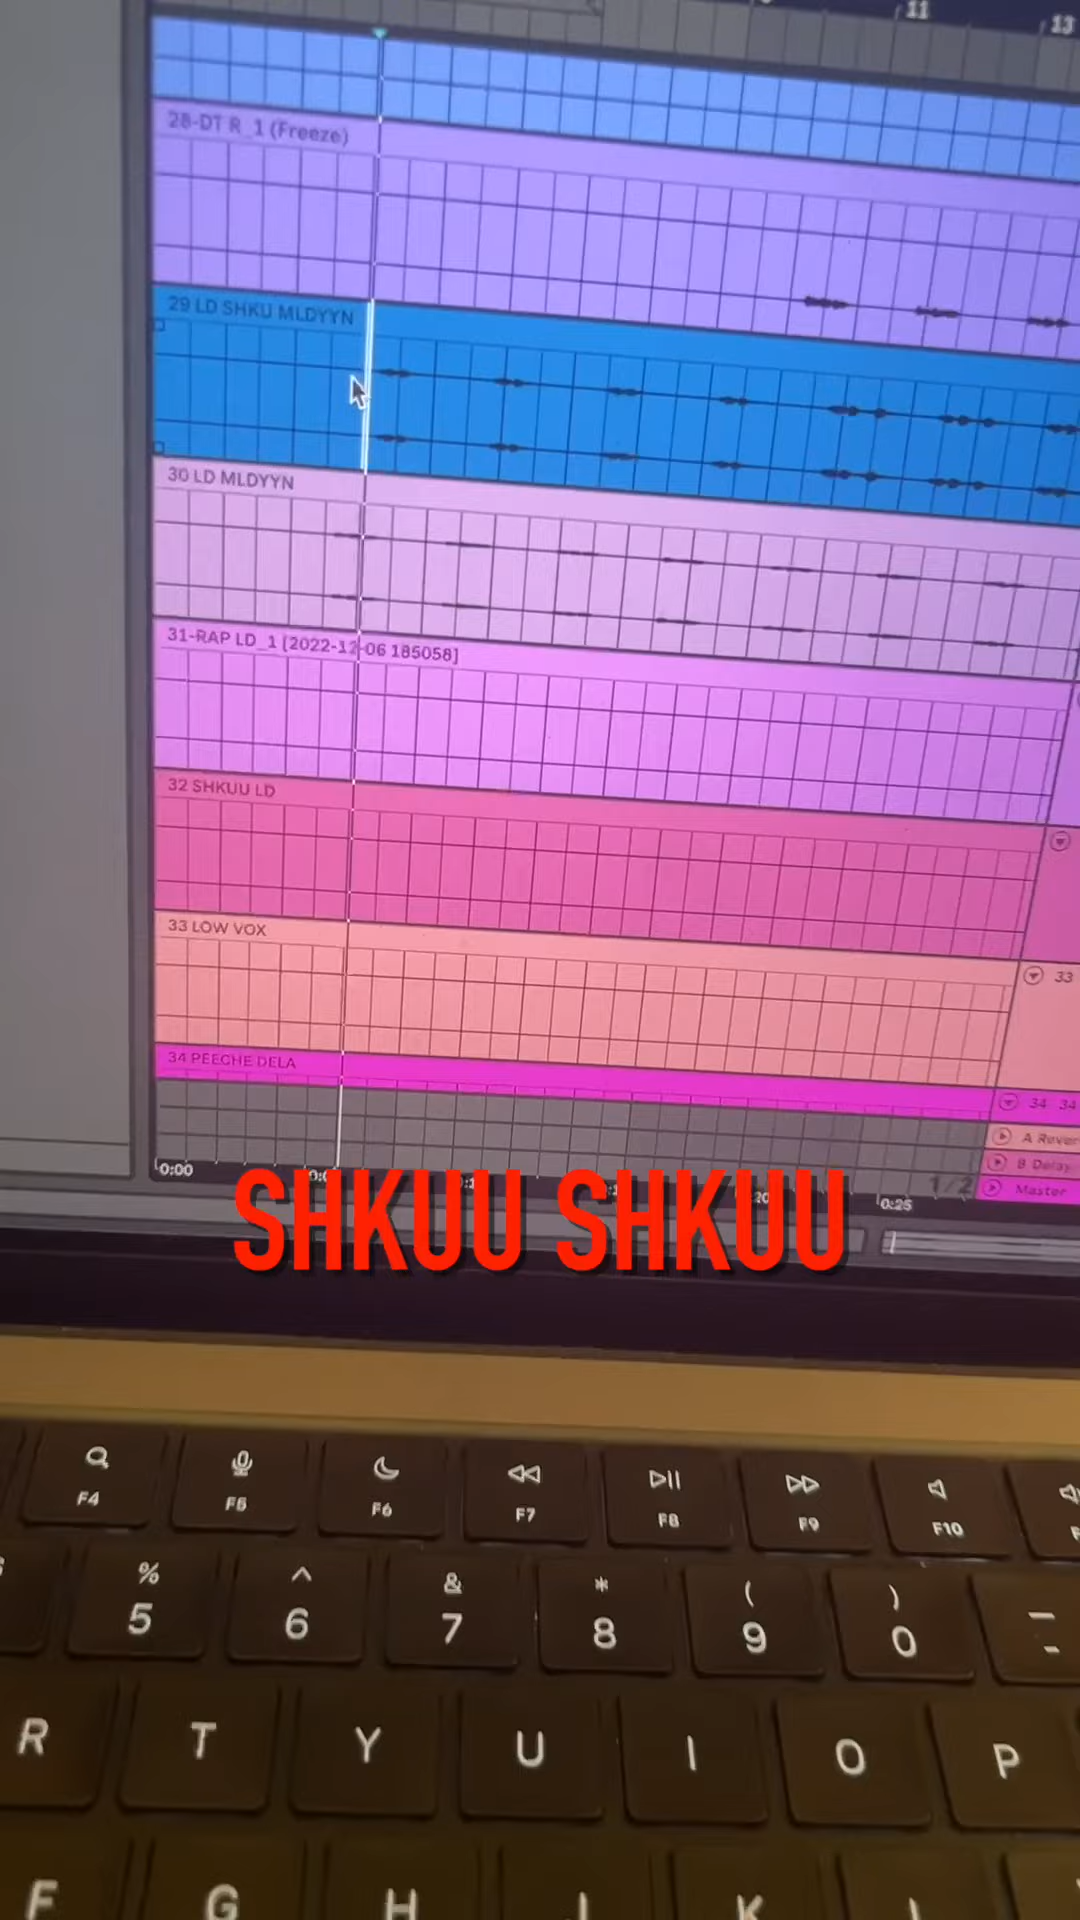 11
13
28-DT R_1 (Freeze)
29 LD SHKU MLDYYN
30 LD MLDYYN
31-RAP LD_1 [2022-12-06 185058]
32 SHKUU LD
33 LOW VOX
33
34 PEECHE DELA
34 34
B Delay
1/2
Master
0:00
0:25
SHKUU SHKUU
F4
F5
F6
F7
F8
F9
F10
%
^
&
*
(
)
5
6
7
8
9
0
-
R
T
Y
U
I
O
P
F
G
H
J
K
L